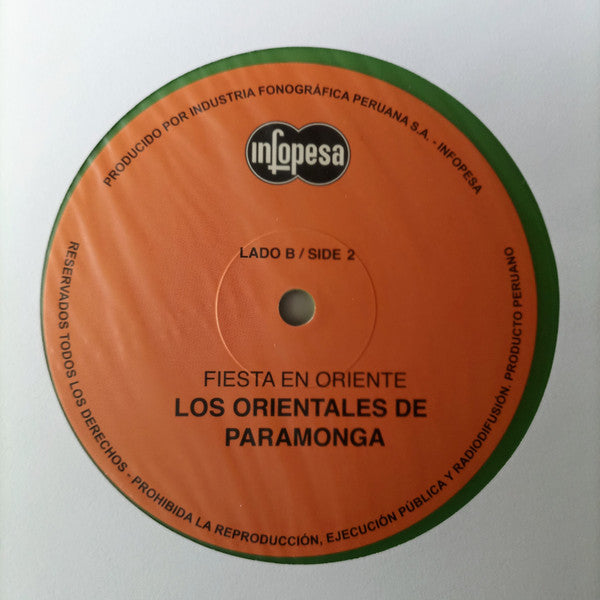 PRODUCIDO POR INDUSTRIA FONOGRÁFICA PERUANA S.A. - INFOPESA
infopesa
LADO B / SIDE 2
FIESTA EN ORIENTE
LOS ORIENTALES DE
PARAMONGA
RESERVADOS TODOS LOS DERECHOS - PROHIBIDA LA REPRODUCCIÓN, EJECUCIÓN PÚBLICA Y RADIODIFUSIÓN. PRODUCTO PERUANO